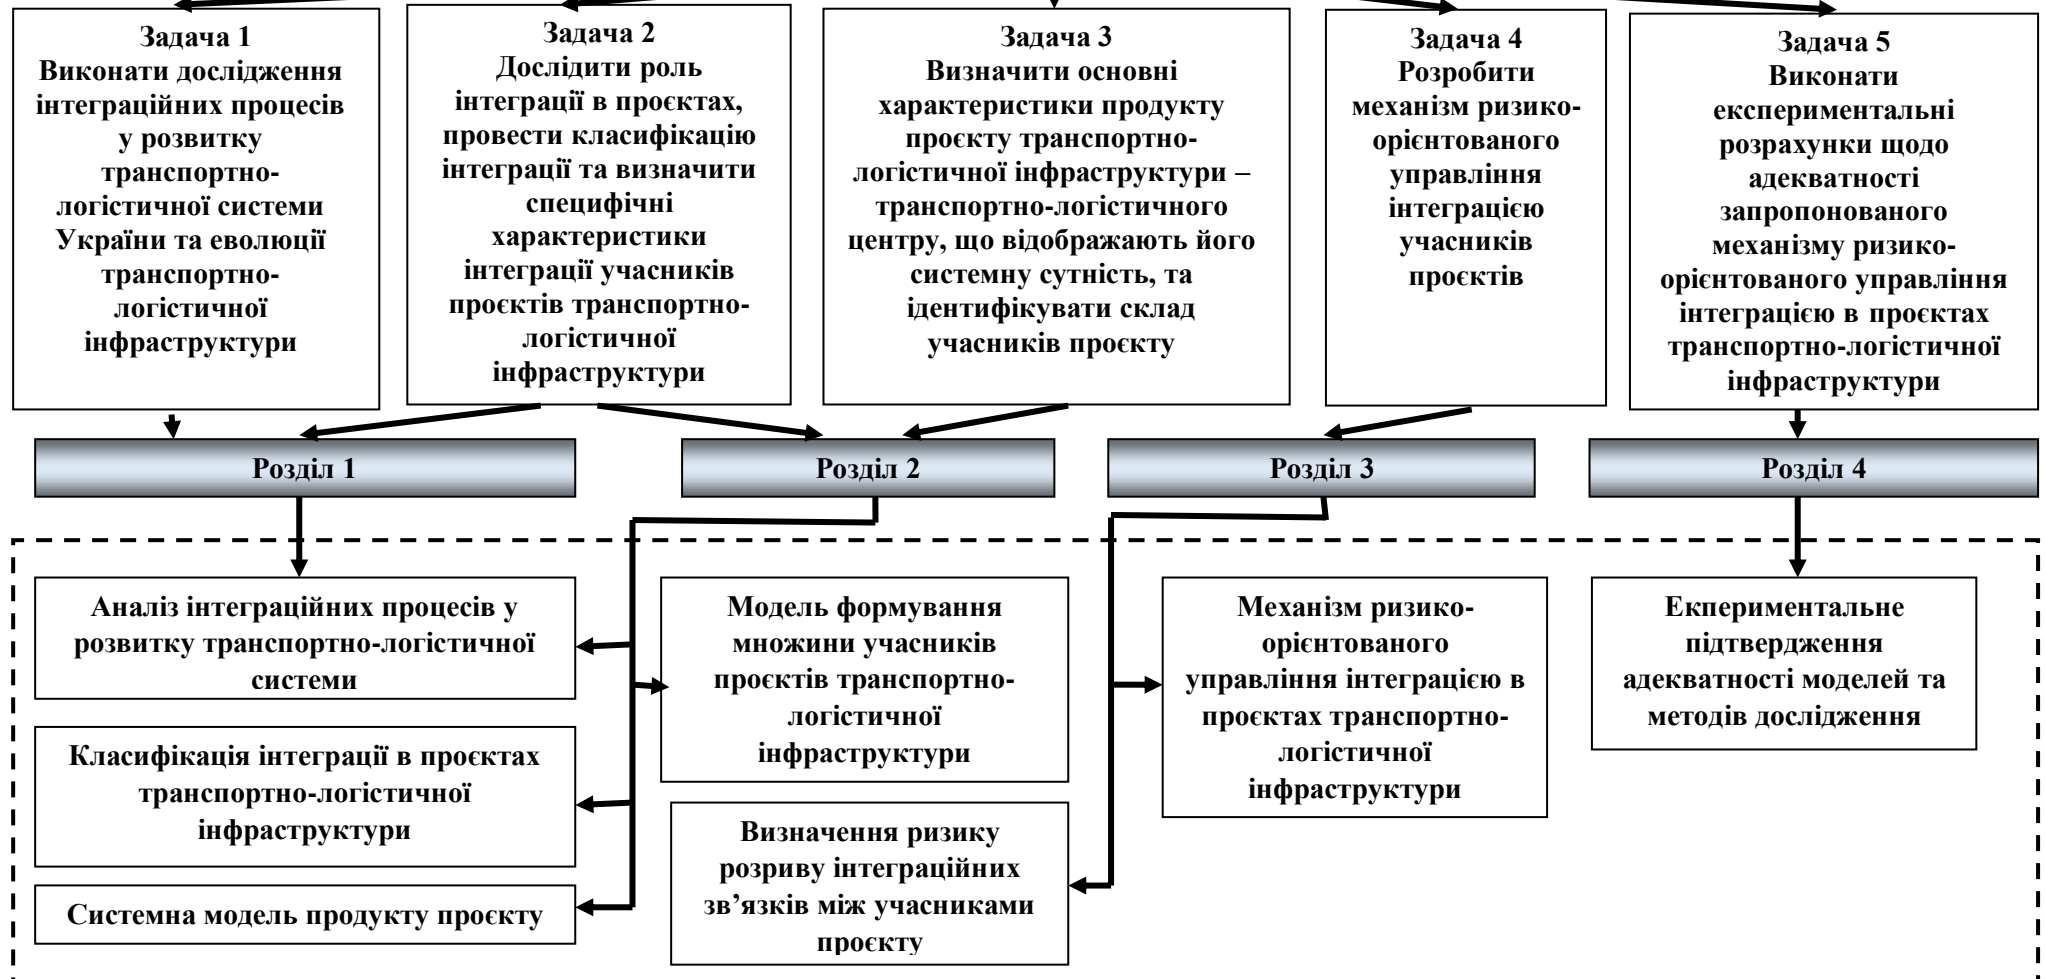 Задача 1
Виконати дослідження
інтеграційних процесів
у розвитку
транспортно-
логістичної системи
України та еволюції
транспортно-
логістичної
інфраструктури
Задача 2
Дослідити роль
інтеграції в проєктах,
провести класифікацію
інтеграції та визначити
специфічні
характеристики
інтеграції учасників
проєктів транспортно-
логістичної
інфраструктури
Задача 3
Визначити основні
характеристики продукту
проєкту транспортно-
логістичної інфраструктури –
транспортно-логістичного
центру, що відображають його
системну сутність, та
ідентифікувати склад
учасників проєкту
Задача 4
Розробити
механізм ризико-
орієнтованого
управління
інтеграцією
учасників
проєктів
Задача 5
Виконати
експериментальні
розрахунки щодо
адекватності
запропонованого
механізму ризико-
орієнтованого управління
інтеграцією в проєктах
транспортно-логістичної
інфраструктури
Розділ 1
Розділ 2
Розділ 3
Розділ 4
Аналіз інтеграційних процесів у
розвитку транспортно-логістичної
системи
Класифікація інтеграції в проєктах
транспортно-логістичної
інфраструктури
Системна модель продукту проєкту
Модель формування
множини учасників
проєктів транспортно-
логістичної
інфраструктури
Визначення ризику
розриву інтеграційних
зв’язків між учасниками
проєкту
Механізм ризико-
орієнтованого
управління інтеграцією в
проєктах транспортно-
логістичної
інфраструктури
Екпериментальне
підтвердження
адекватності моделей та
методів дослідження